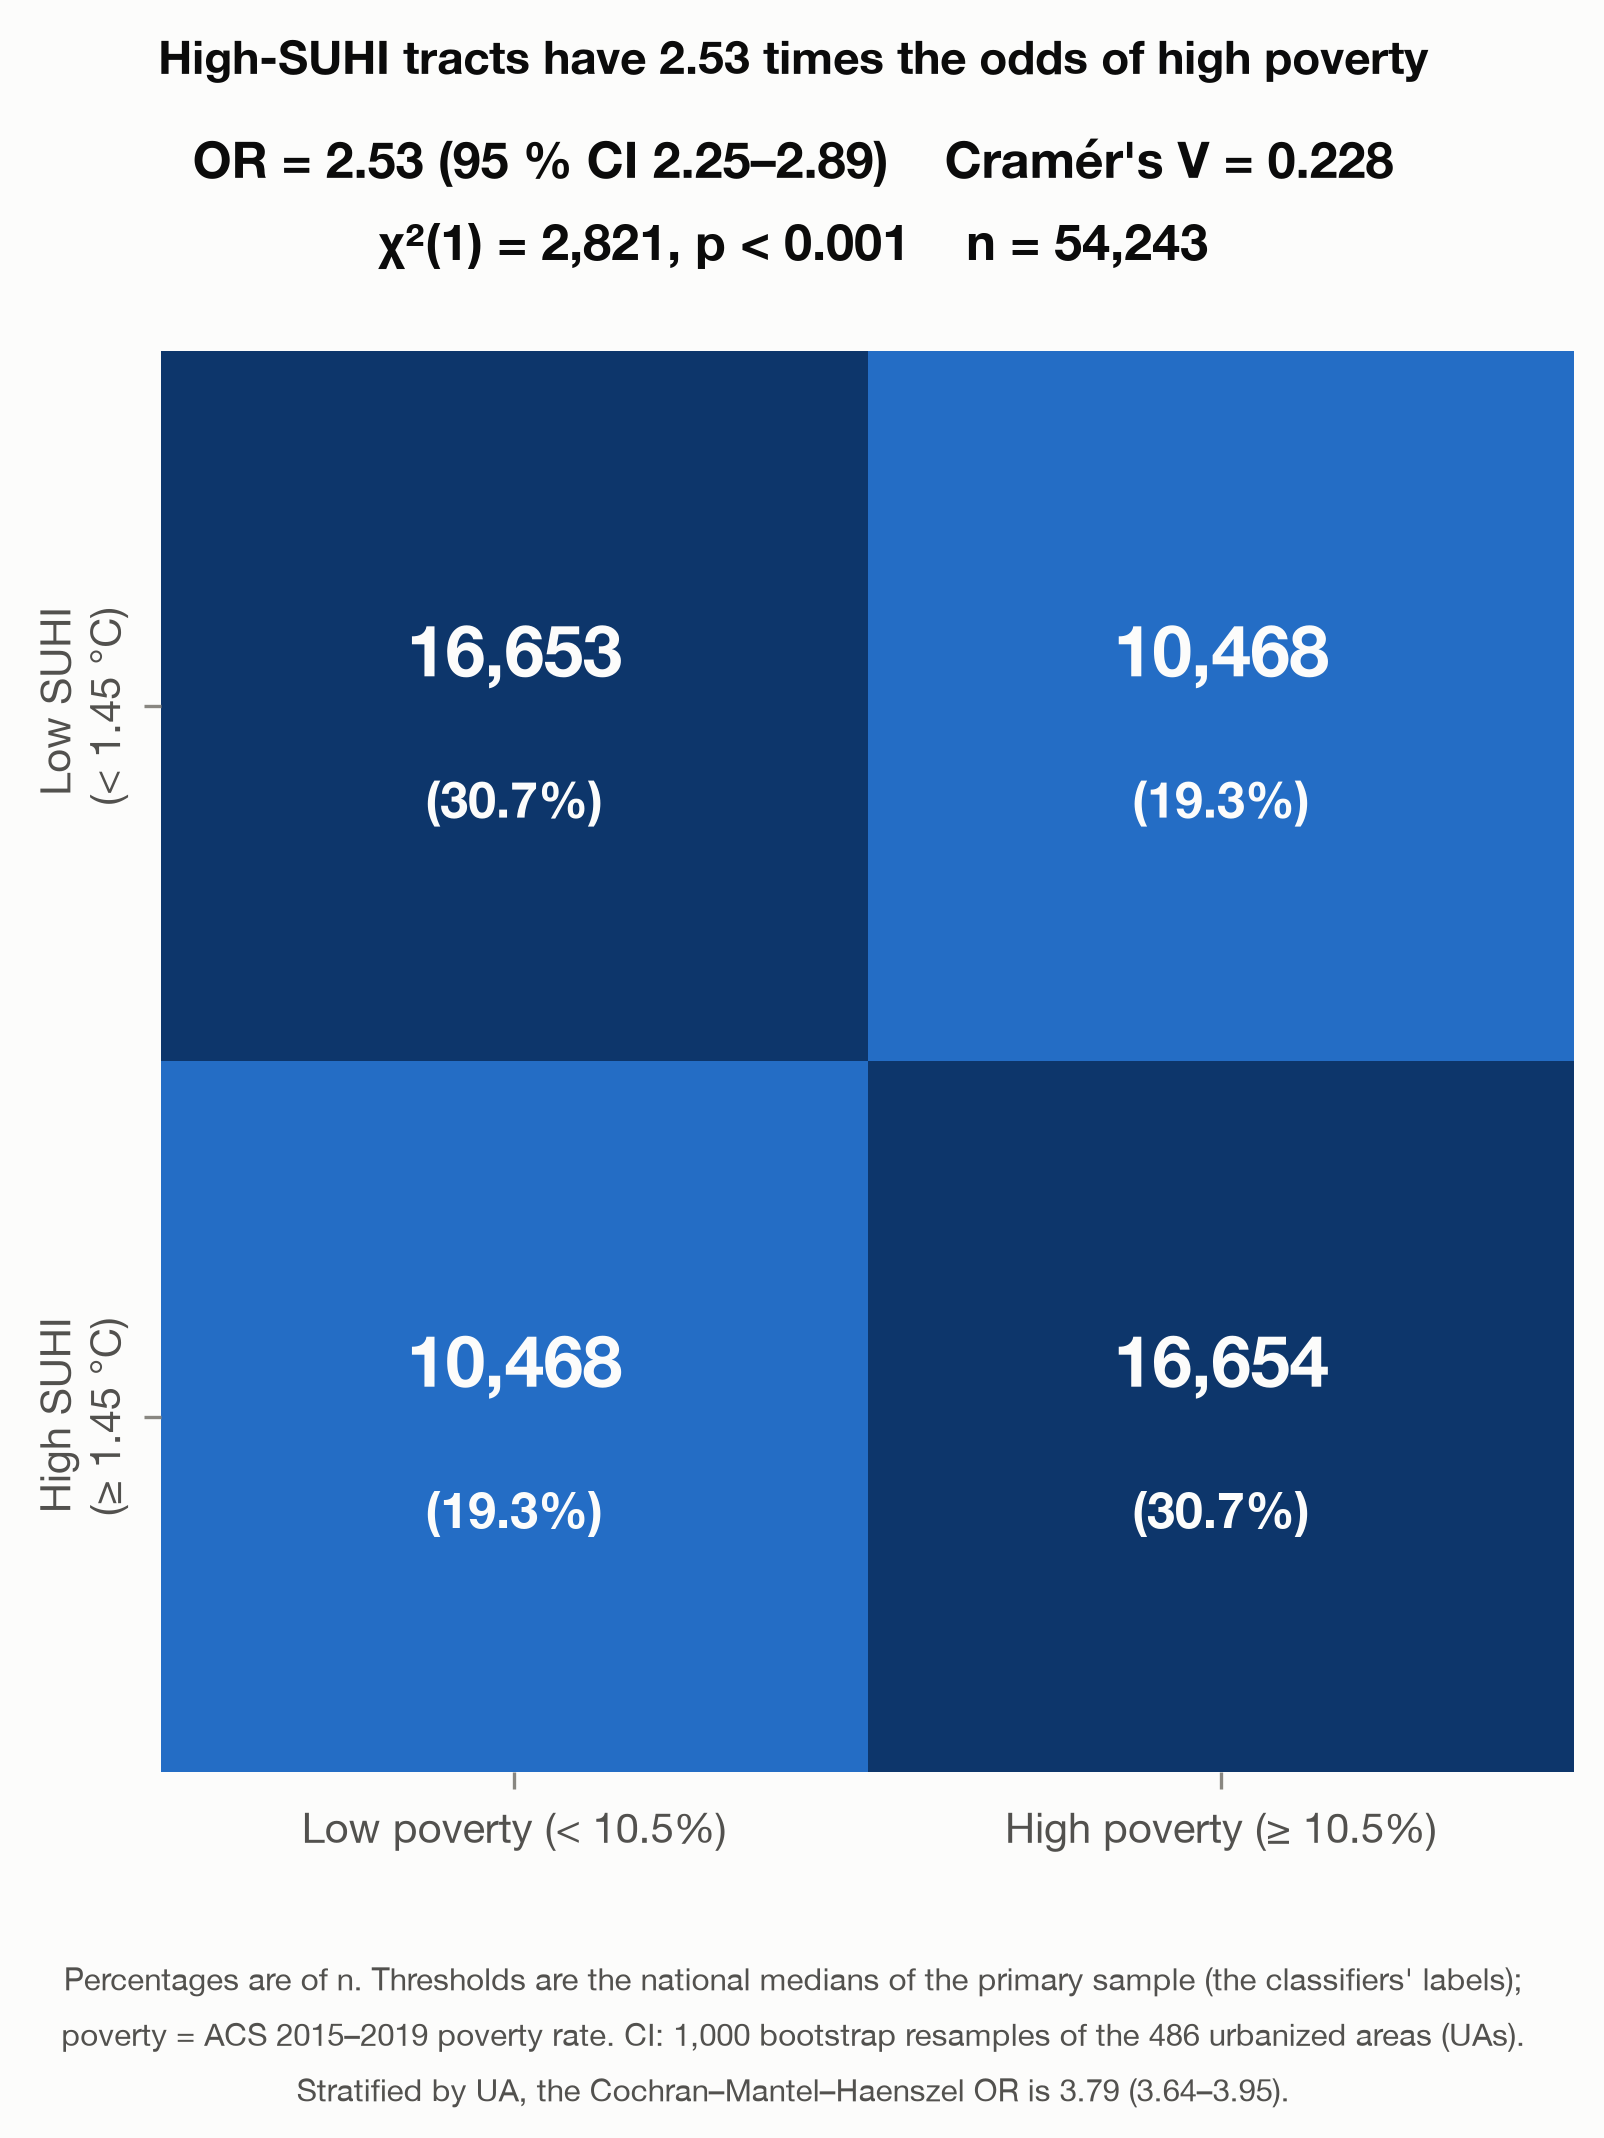 High-SUHI tracts have 2.53 times the odds of high poverty
OR = 2.53 (95 % CI 2.25–2.89) Cramér's V = 0.228
χ²(1) = 2,821, p < 0.001 n = 54,243
Low SUHI
(< 1.45 °C)
16,653
10,468
(30.7%)
(19.3%)
High SUHI
(≥ 1.45 °C)
10,468
16,654
(19.3%)
(30.7%)
Low poverty (< 10.5%)
High poverty (≥ 10.5%)
Percentages are of n. Thresholds are the national medians of the primary sample (the classifiers' labels);
poverty = ACS 2015–2019 poverty rate. CI: 1,000 bootstrap resamples of the 486 urbanized areas (UAs).
Stratified by UA, the Cochran–Mantel–Haenszel OR is 3.79 (3.64–3.95).